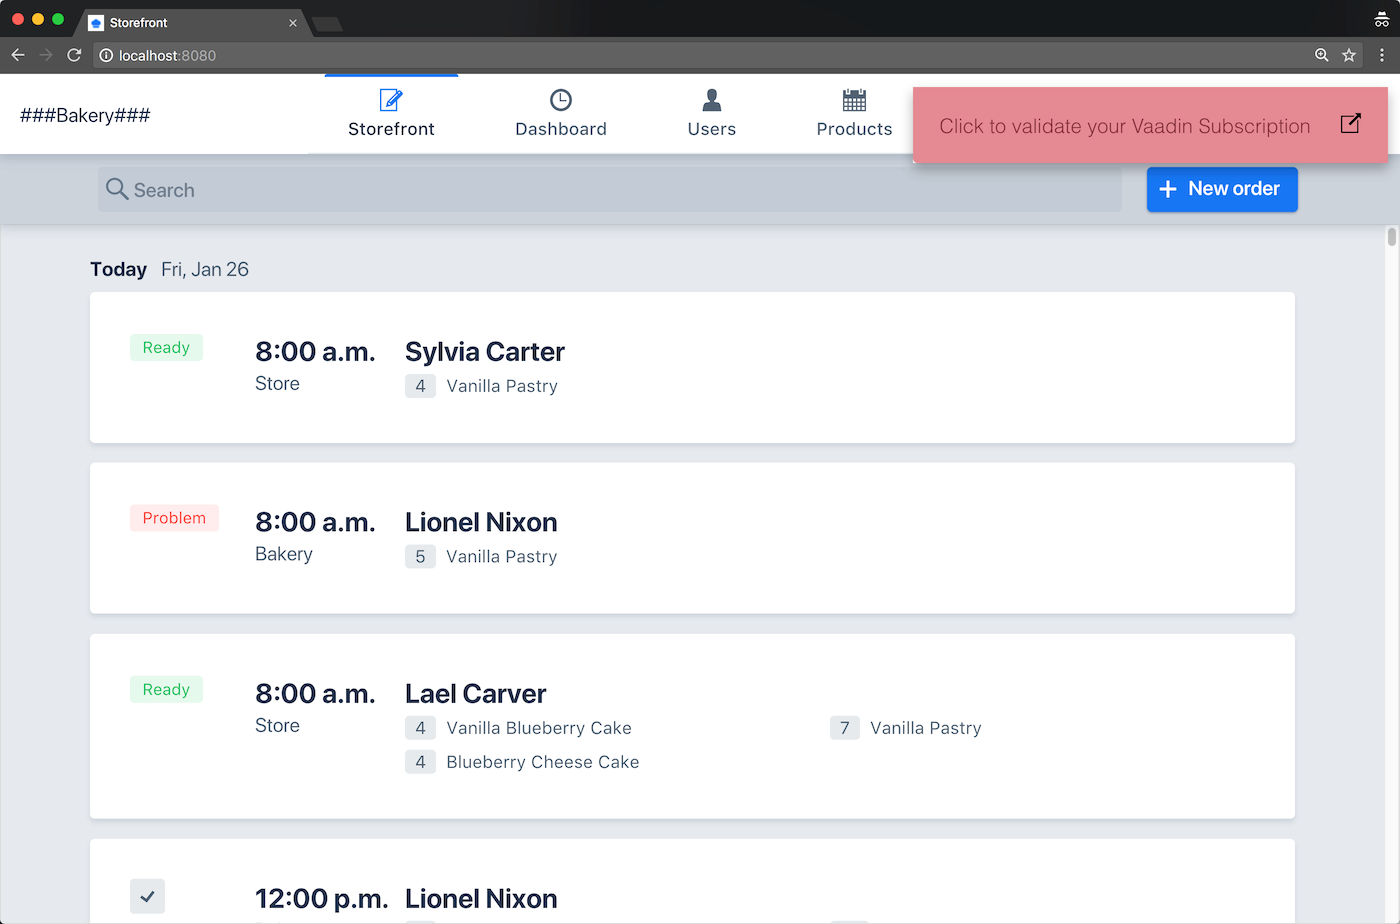 Storefront
localhost:8080
###Bakery###
Storefront
Dashboard
Users
Products
Click to validate your Vaadin Subscription
Search
New order
Today Fri, Jan 26
Ready
8:00 a.m.
Sylvia Carter
Store
4 Vanilla Pastry
Problem
8:00 a.m.
Lionel Nixon
Bakery
5 Vanilla Pastry
Ready
8:00 a.m.
Lael Carver
Store
4 Vanilla Blueberry Cake
7 Vanilla Pastry
4 Blueberry Cheese Cake
12:00 p.m.
Lionel Nixon